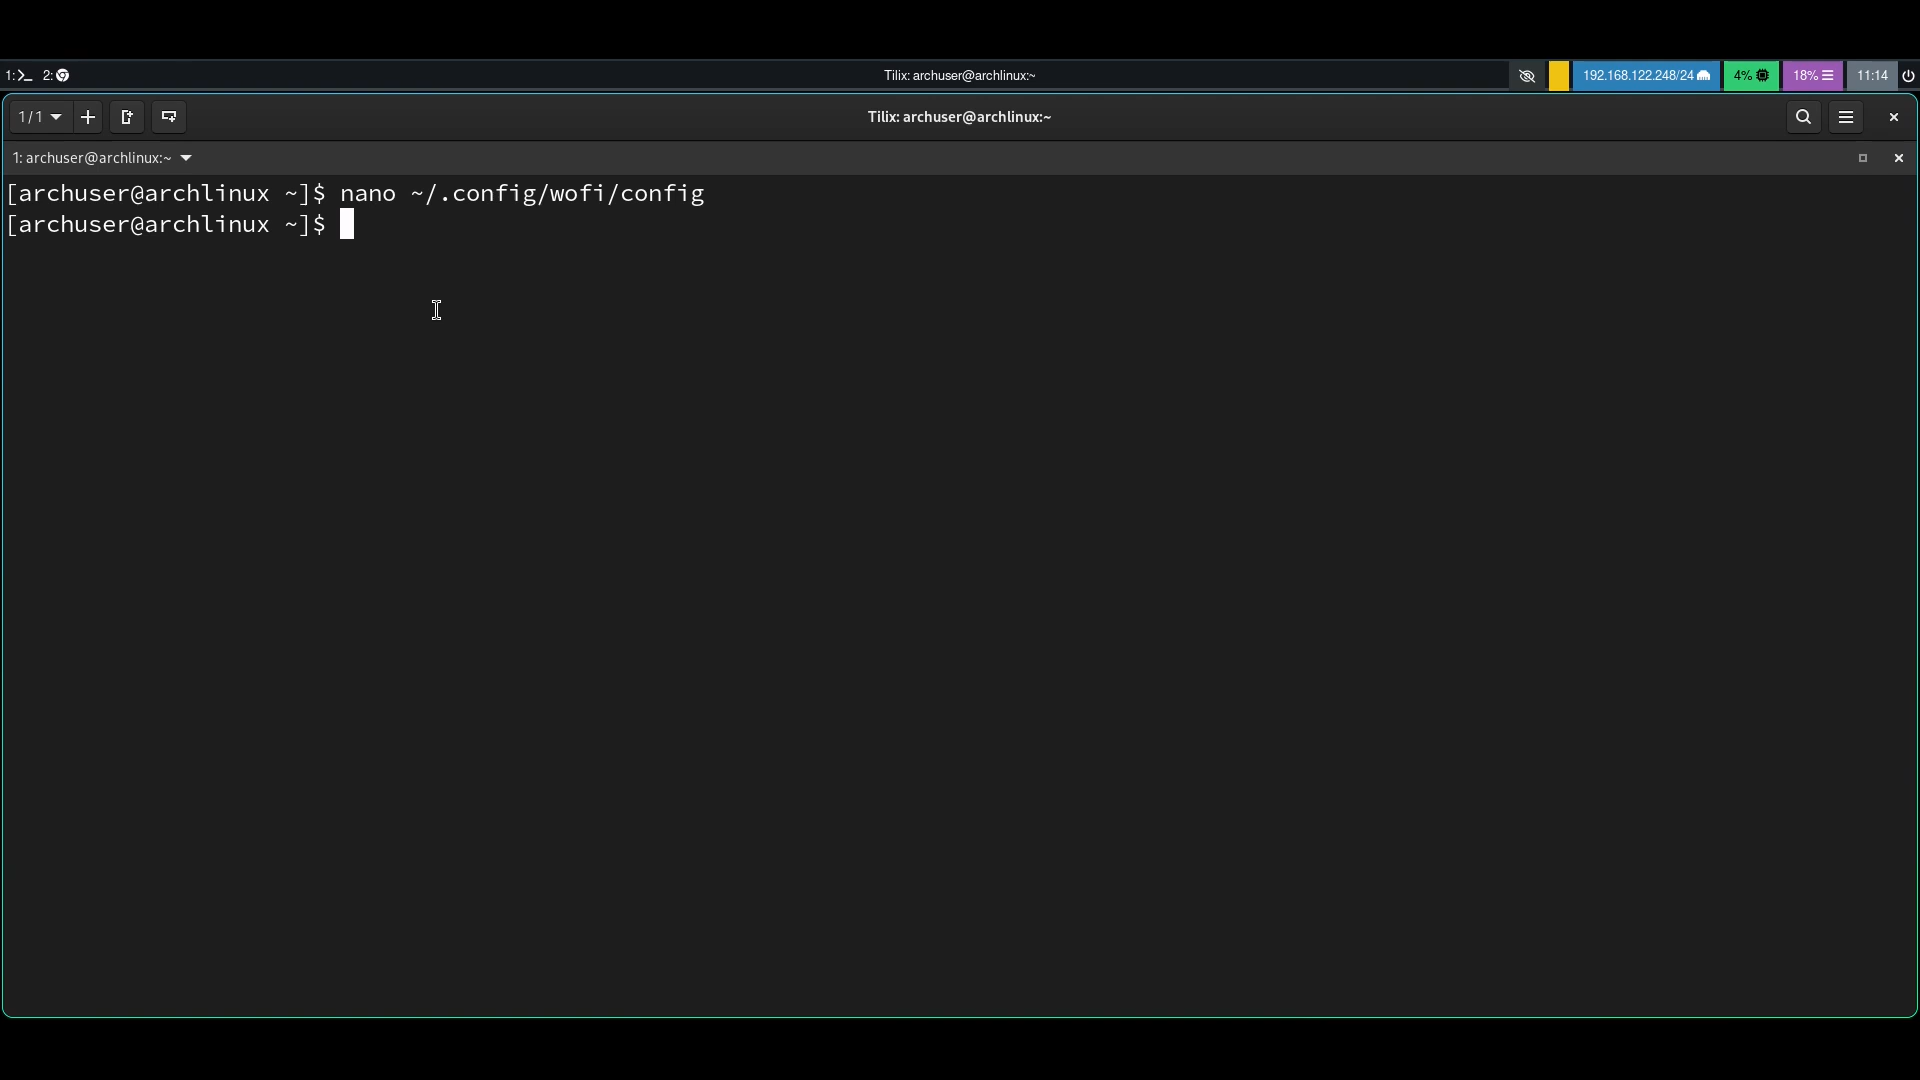 1: 2: Tilix: archuser@archlinux:~ 192.168.122.248/24 4% 18% 11:14
1/1 Tilix: archuser@archlinux:~
1: archuser@archlinux:~
[archuser@archlinux ~]$ nano ~/.config/wofi/config
[archuser@archlinux ~]$